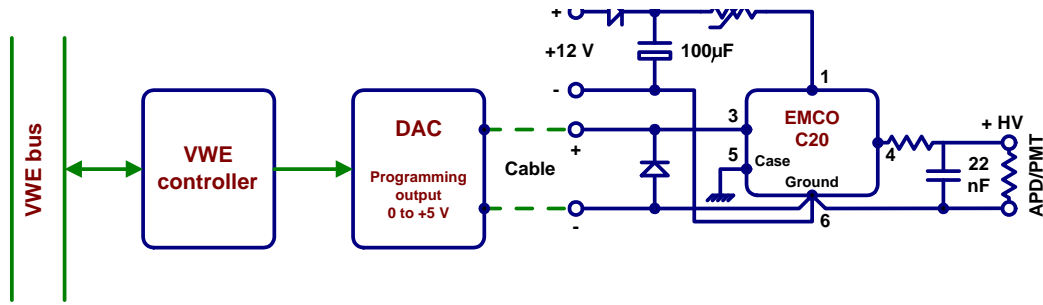 VWE bus
VWE
controller
DAC
Programming
output
0 to +5 V
Cable
+
+12 V
-
100µF
+
-
1
3
5
4
6
EMCO
C20
Case
Ground
+ HV
22
nF
APD/PMT